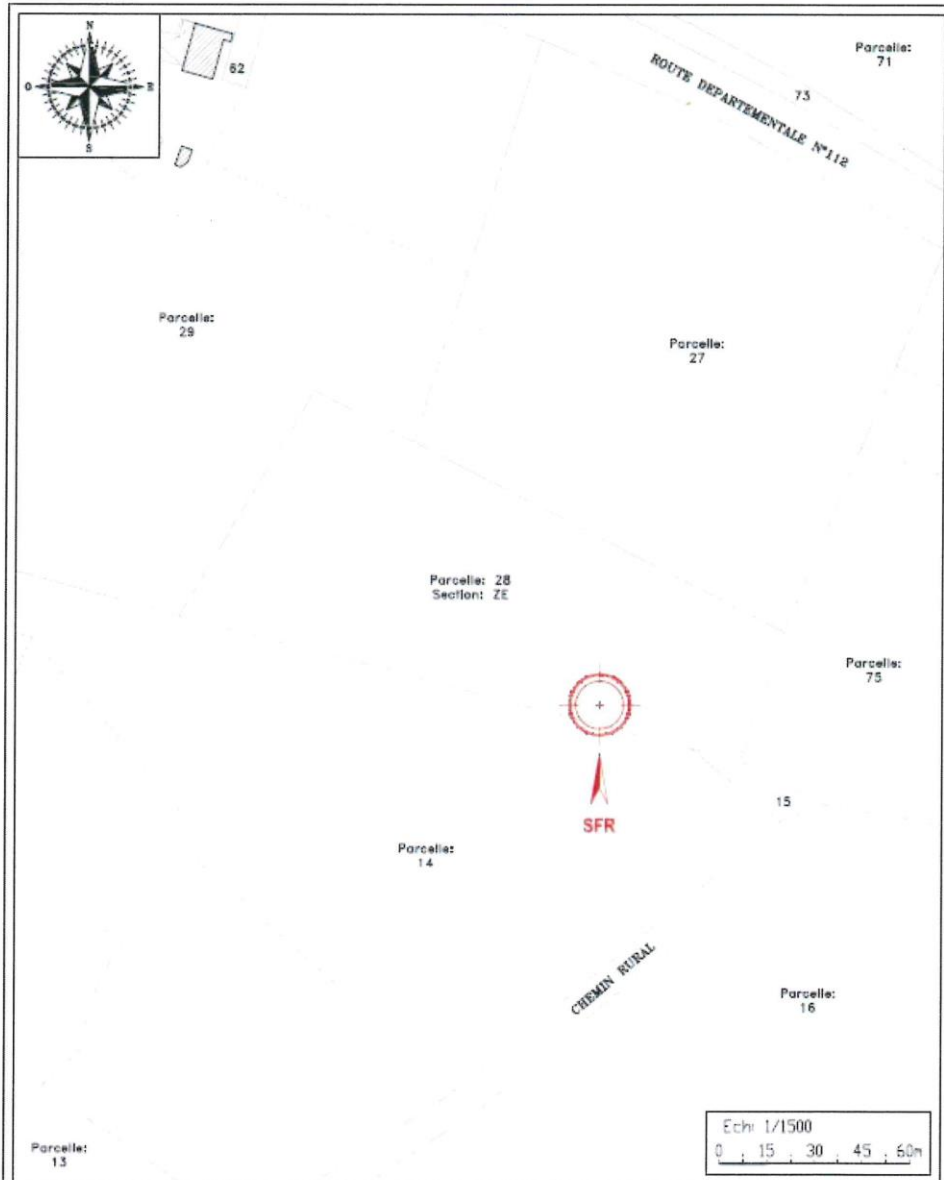 N
O
E
S
62
Parcelle:
71
73
ROUTE DEPARTEMENTALE N°112
Parcelle:
29
Parcelle:
27
Parcelle: 28
Section: ZE
Parcelle:
75
15
SFR
Parcelle:
14
CHEMIN RURAL
Parcelle:
16
Parcelle:
13
Ech: 1/1500
0 15 30 45 60m